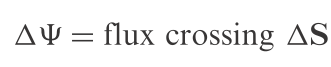 ΔΨ = flux crossing ΔS